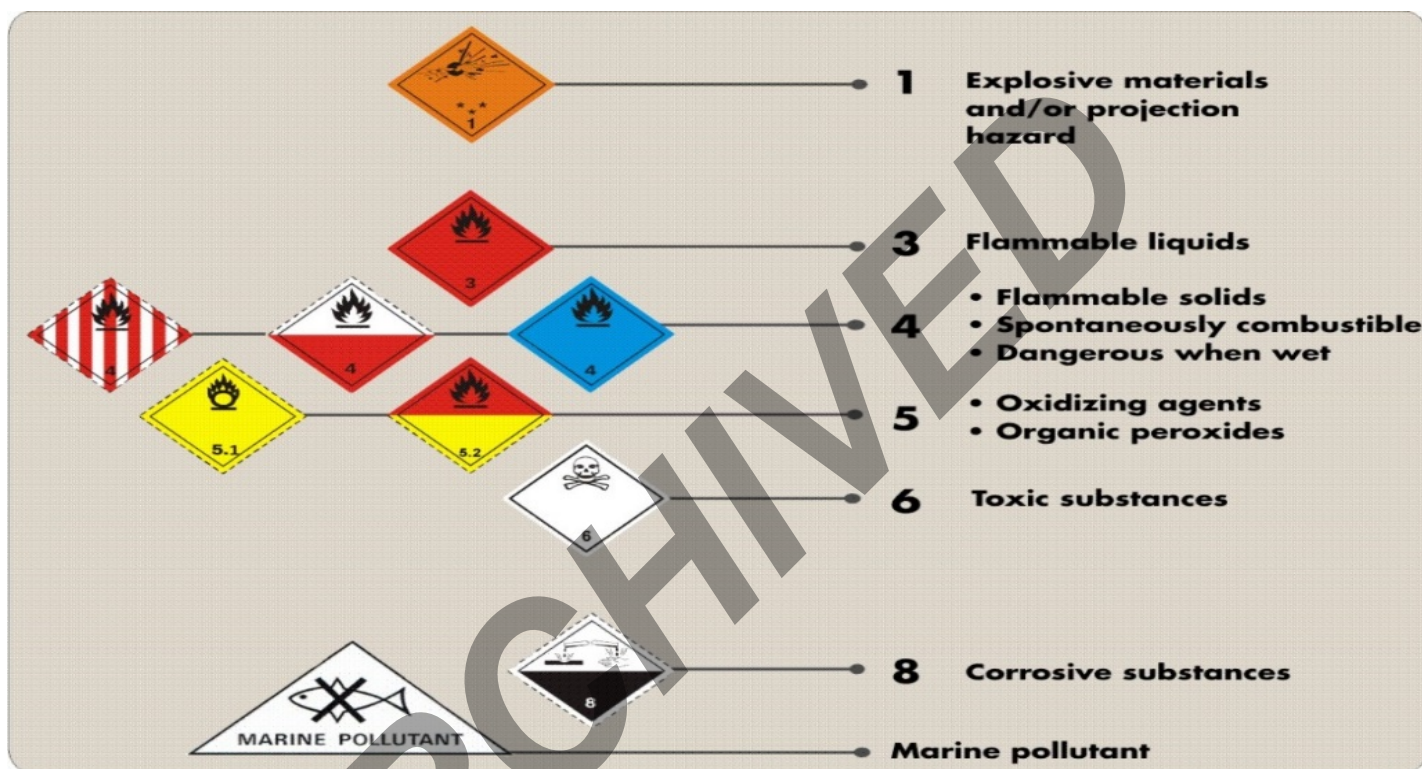 1
1 Explosive materials
and/or projection
hazard
3
3 Flammable liquids
4
4
4
4
• Flammable solids
• Spontaneously combustible
• Dangerous when wet
5.1
5.2
5
• Oxidizing agents
• Organic peroxides
6
6 Toxic substances
8
8 Corrosive substances
MARINE POLLUTANT
Marine pollutant
RCHIVED